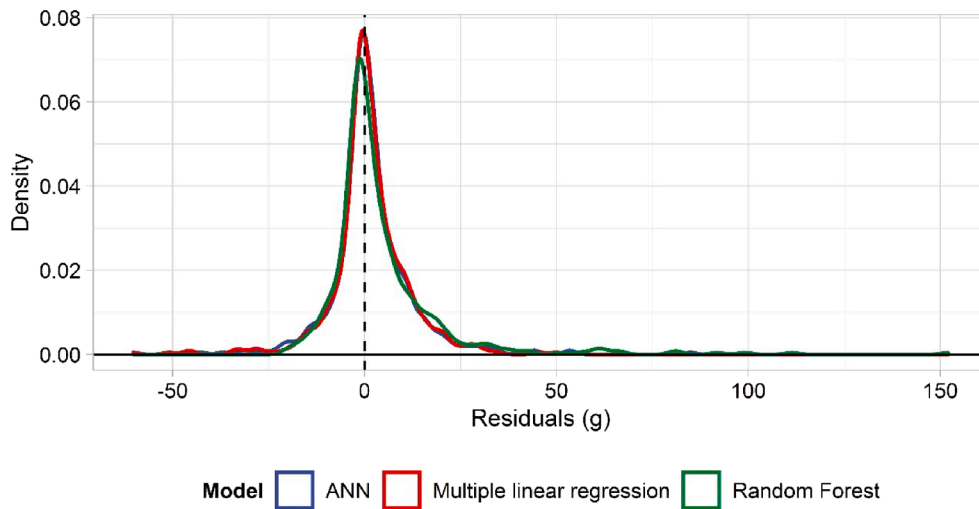 0.08
0.06
0.04
0.02
0.00
Density
-50 0 50 100 150
Residuals (g)
Model ANN Multiple linear regression Random Forest